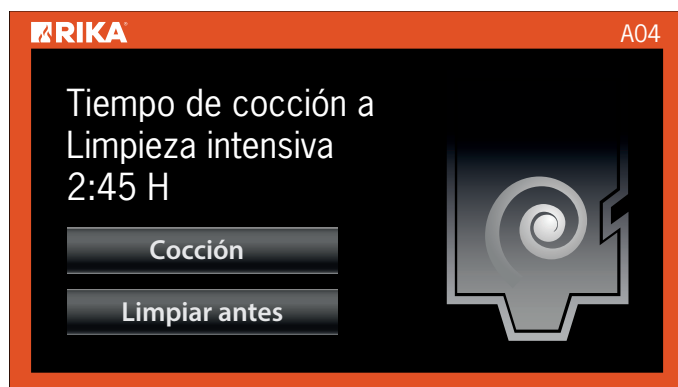 RIKA
A04
Tiempo de cocción a
Limpieza intensiva
2:45 H
Cocción
Limpiar antes